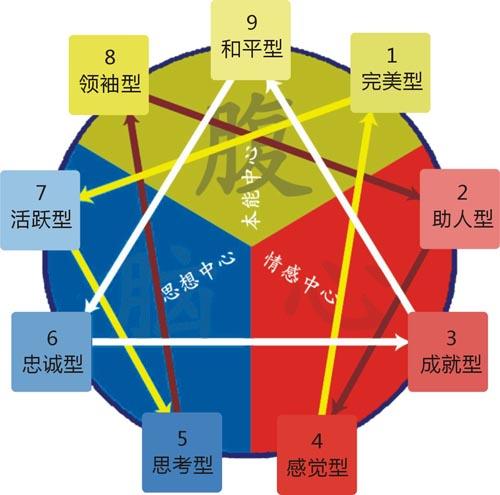 9
和平型
8
领袖型
1
完美型
腹
本能中心
7
活跃型
2
助人型
思想中心
情感中心
脑
心
6
忠诚型
3
成就型
5
思考型
4
感觉型